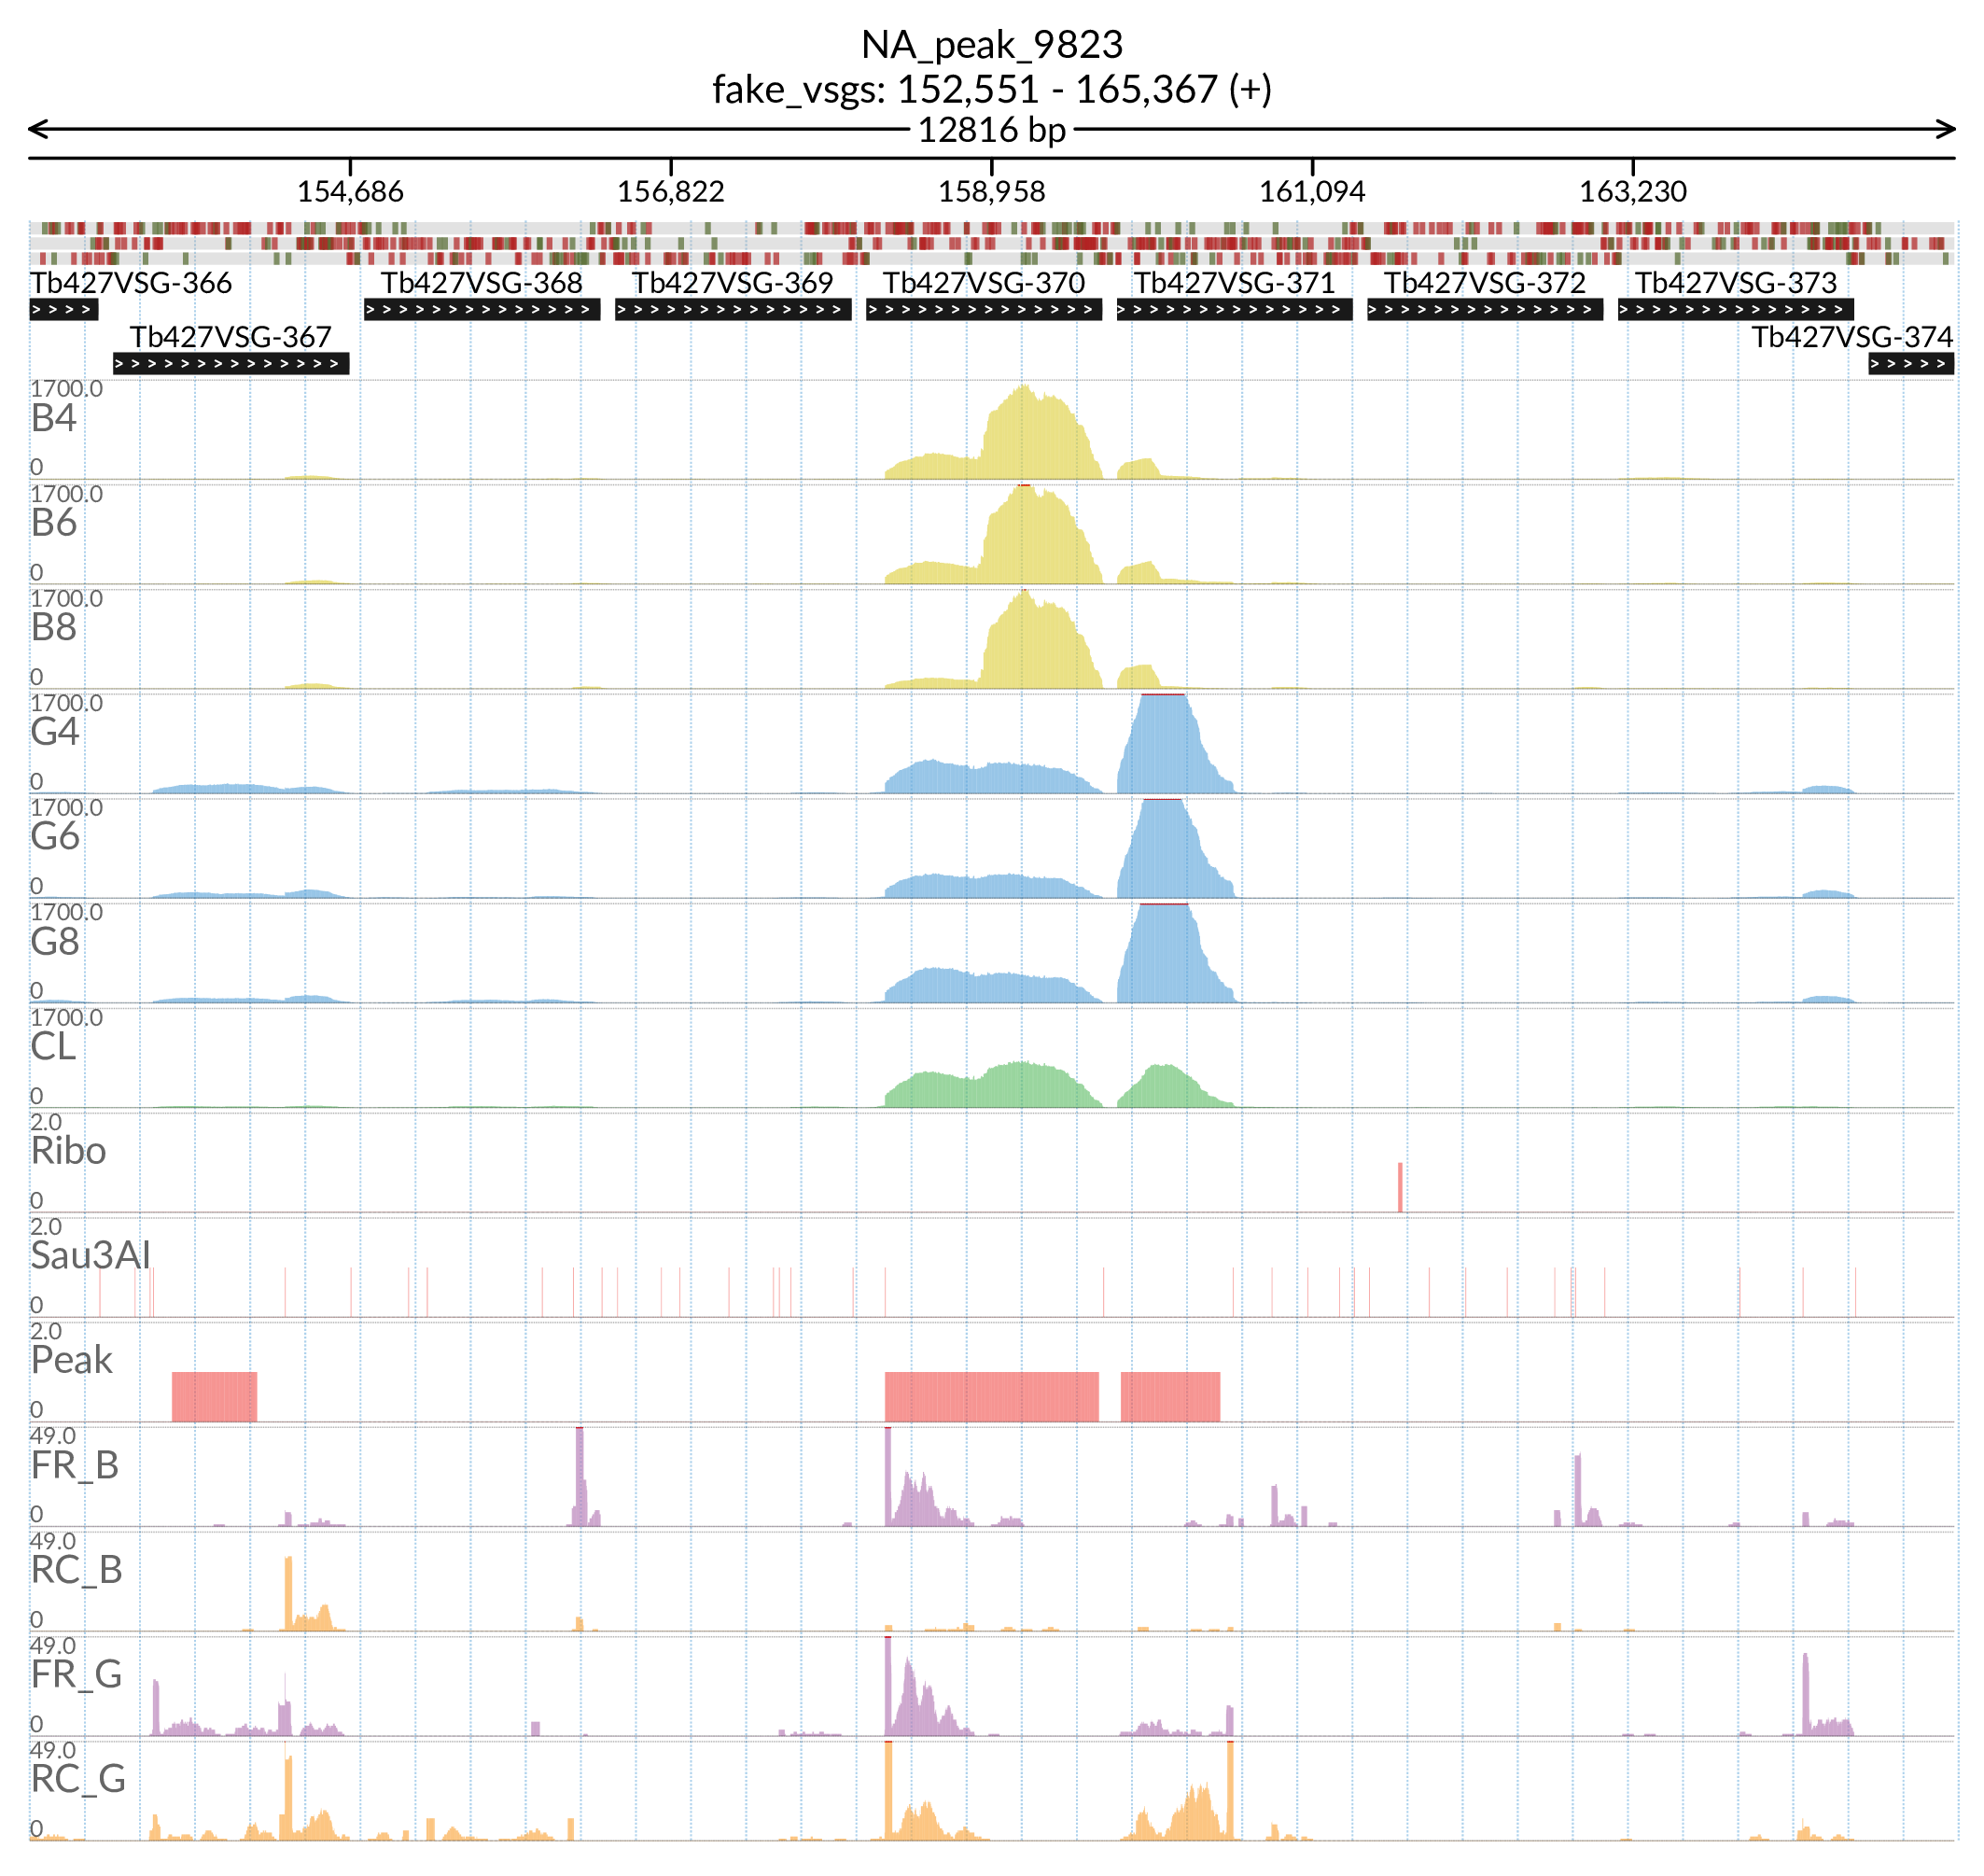 NA_peak_9823
fake_vsgs: 152,551 - 165,367 (+)
12816 bp
154,686 156,822 158,958 161,094 163,230
Tb427VSG-366 Tb427VSG-368 Tb427VSG-369 Tb427VSG-370 Tb427VSG-371 Tb427VSG-372 Tb427VSG-373
Tb427VSG-367 Tb427VSG-374
1700.0
B4
0
1700.0
B6
0
1700.0
B8
0
1700.0
G4
0
1700.0
G6
0
1700.0
G8
0
1700.0
CL
0
2.0
Ribo
0
2.0
Sau3AI
0
2.0
Peak
0
49.0
FR_B
0
49.0
RC_B
0
49.0
FR_G
0
49.0
RC_G
0